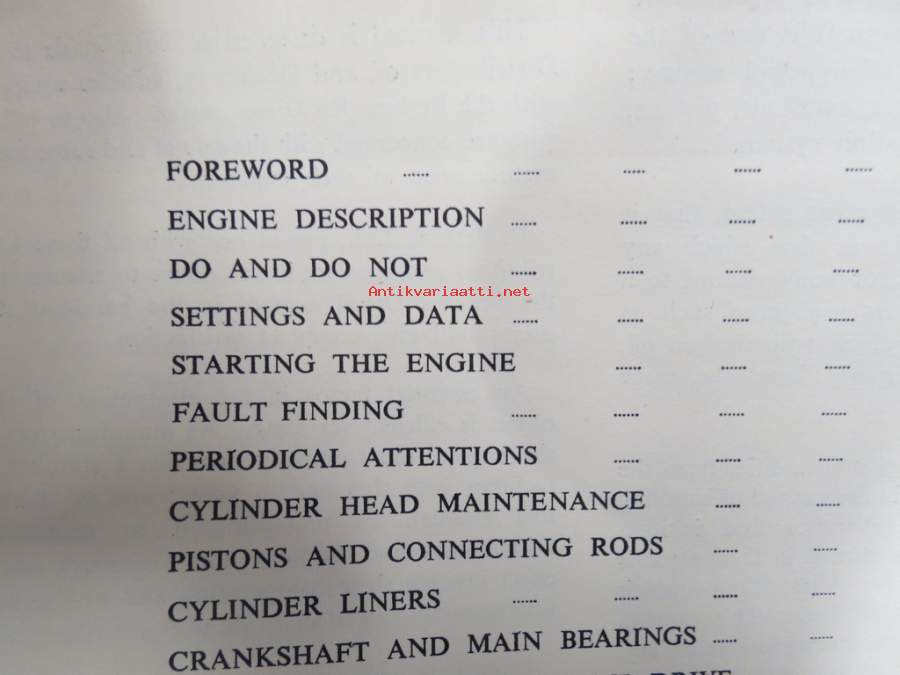 FOREWORD ...... ...... ...... ...... ......
ENGINE DESCRIPTION ...... ...... ...... ......
DO AND DO NOT ...... ...... ...... ......
Antikvariaatti.net
SETTINGS AND DATA ...... ...... ...... ......
STARTING THE ENGINE ...... ...... ......
FAULT FINDING ...... ...... ...... ......
PERIODICAL ATTENTIONS ...... ...... ......
CYLINDER HEAD MAINTENANCE ...... ......
PISTONS AND CONNECTING RODS ...... ......
CYLINDER LINERS ...... ...... ...... ......
CRANKSHAFT AND MAIN BEARINGS ...... ......
DRIVE